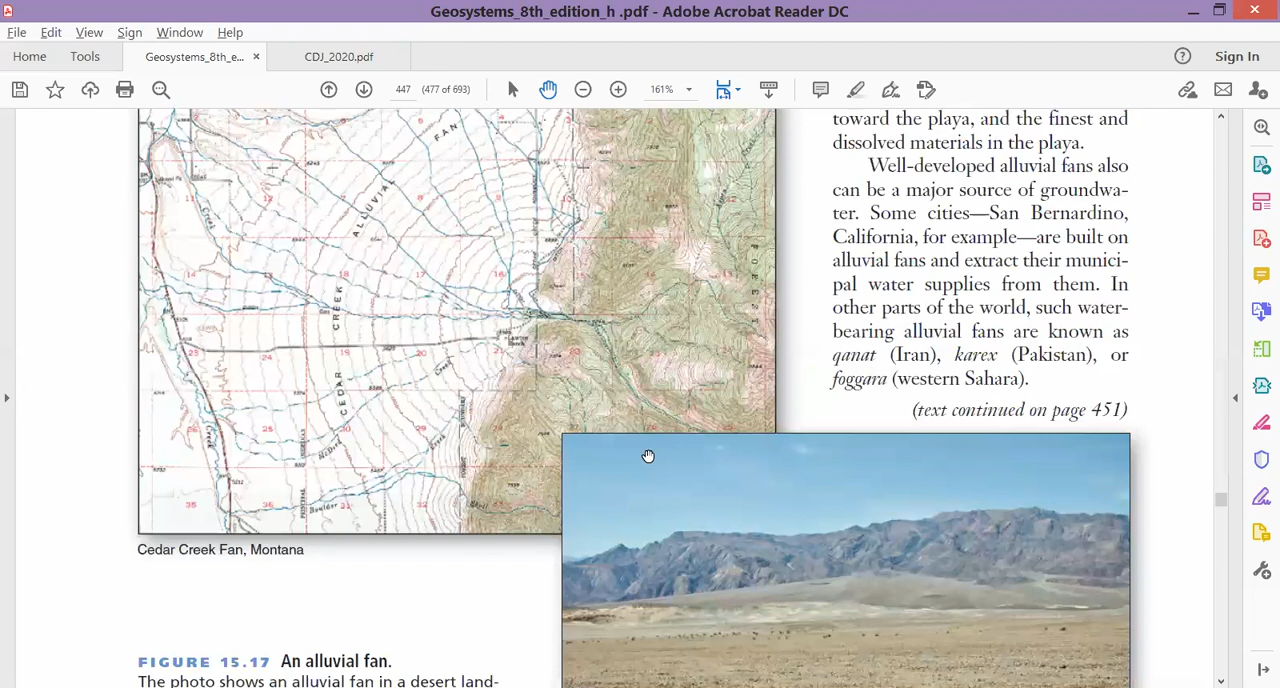 Geosystems_8th_edition_h .pdf - Adobe Acrobat Reader DC
File Edit View Sign Window Help
Home Tools Geosystems_8th_e... × CDJ_2020.pdf Sign In
447 (477 of 693) 161%
toward the playa, and the finest and
dissolved materials in the playa.
Well-developed alluvial fans also
can be a major source of groundwa-
ter. Some cities—San Bernardino,
California, for example—are built on
alluvial fans and extract their munici-
pal water supplies from them. In
other parts of the world, such water-
bearing alluvial fans are known as
qanat (Iran), karex (Pakistan), or
foggara (western Sahara).
(text continued on page 451)
CEDAR CREEK ALLUVIAL FAN
Cedar Creek Fan, Montana
FIGURE 15.17 An alluvial fan.
The photo shows an alluvial fan in a desert land-